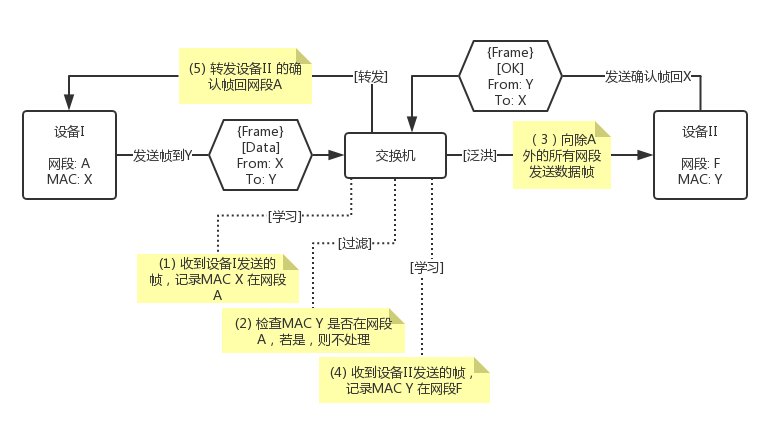 (5) 转发设备II 的确
认帧回网段A
[转发]
{Frame}
[OK]
From: Y
To: X
发送确认帧回X
设备I
网段: A
MAC: X
发送帧到Y
{Frame}
[Data]
From: X
To: Y
交换机
[泛洪]
（3）向除A
外的所有网段
发送数据帧
设备II
网段: F
MAC: Y
[学习]
[过滤]
[学习]
(1) 收到设备I发送的
帧，记录MAC X 在网段
A
(2) 检查MAC Y 是否在网段
A，若是，则不处理
(4) 收到设备II发送的帧，
记录MAC Y 在网段F